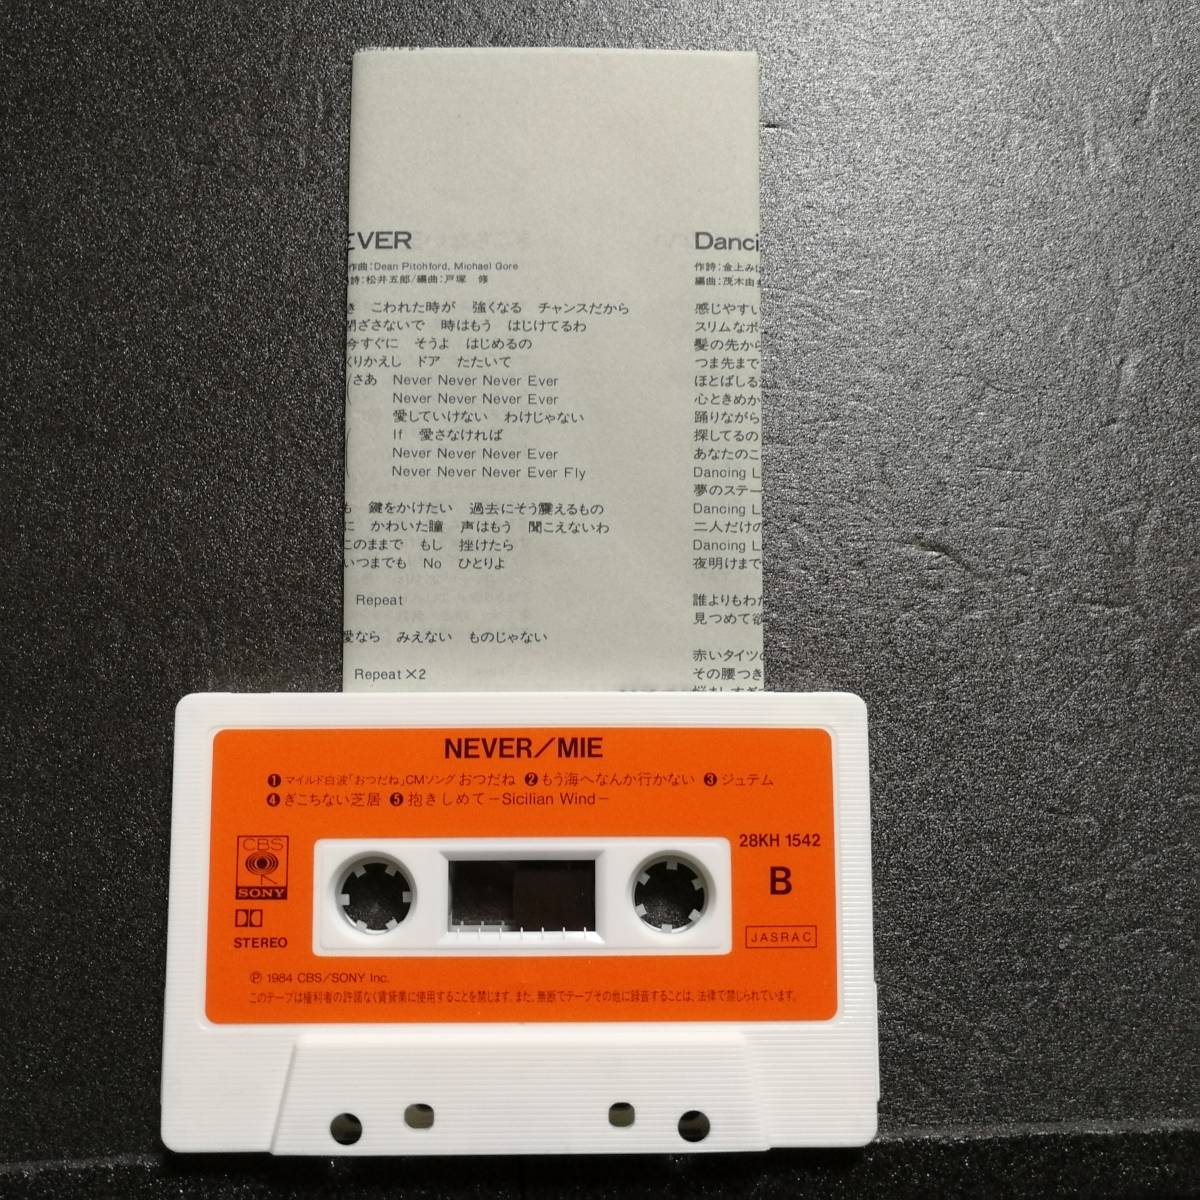 EVER
作曲:Dean Pitchford, Michael Gore
詩:松井五郎/編曲:戸塚 修
き こわれた時が 強くなる チャンスだから
閉ざさないで 時はもう はじけてるわ
今すぐに そうよ はじめるの
くりかえし ドア たたいて
さあ Never Never Never Ever
Never Never Never Ever
愛していけない わけじゃない
If 愛さなければ
Never Never Never Ever
Never Never Never Ever Fly
も 鍵をかけたい 過去にそう震えるもの
に かわいた瞳 声はもう 聞こえないわ
このままで もし 挫けたら
いつまでも No ひとりよ
Repeat
愛なら みえない ものじゃない
Repeat×2
Danci
作詩:金上み
編曲:茂木由
感じやすい
スリムなボ
髪の先から
つま先まで
ほとばしる
心ときめか
踊りながら
探してるの
あなたのこ
Dancing L
夢のステー
Dancing L
二人だけの
Dancing L
夜明けまで
誰よりもわた
見つめて欲
赤いタイツの
その腰つき
NEVER/MIE
❶マイルド白波「おつだね」CMソング おつだね ❷もう海へなんか行かない ❸ジュテム
❹ぎこちない芝居 ❺抱きしめて−Sicilian Wind−
CBS
SONY
28KH 1542
B
STEREO
JASRAC
Ⓟ 1984 CBS/SONY Inc.
このテープは権利者の許諾なく賃貸業に使用することを禁じます。また、無断でテープその他に録音することは、法律で禁じられています。